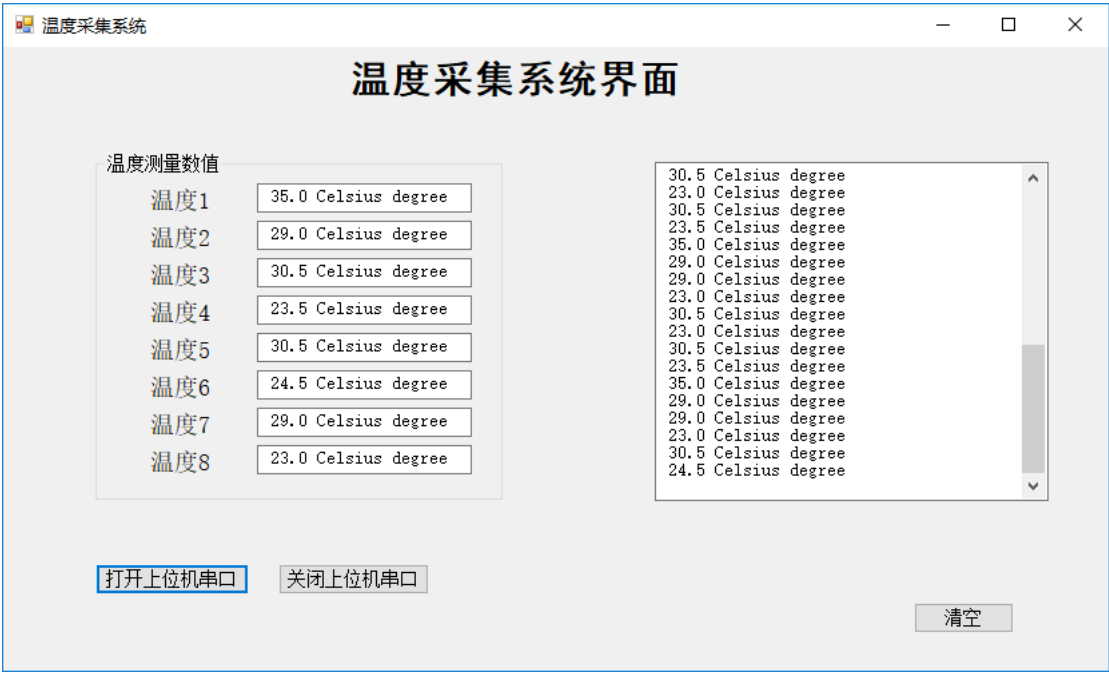 温度采集系统
温度采集系统界面
温度测量数值
温度1 35.0 Celsius degree
温度2 29.0 Celsius degree
温度3 30.5 Celsius degree
温度4 23.5 Celsius degree
温度5 30.5 Celsius degree
温度6 24.5 Celsius degree
温度7 29.0 Celsius degree
温度8 23.0 Celsius degree
30.5 Celsius degree
23.0 Celsius degree
30.5 Celsius degree
23.5 Celsius degree
35.0 Celsius degree
29.0 Celsius degree
29.0 Celsius degree
23.0 Celsius degree
30.5 Celsius degree
23.0 Celsius degree
30.5 Celsius degree
23.5 Celsius degree
35.0 Celsius degree
29.0 Celsius degree
29.0 Celsius degree
23.0 Celsius degree
30.5 Celsius degree
24.5 Celsius degree
打开上位机串口 关闭上位机串口
清空